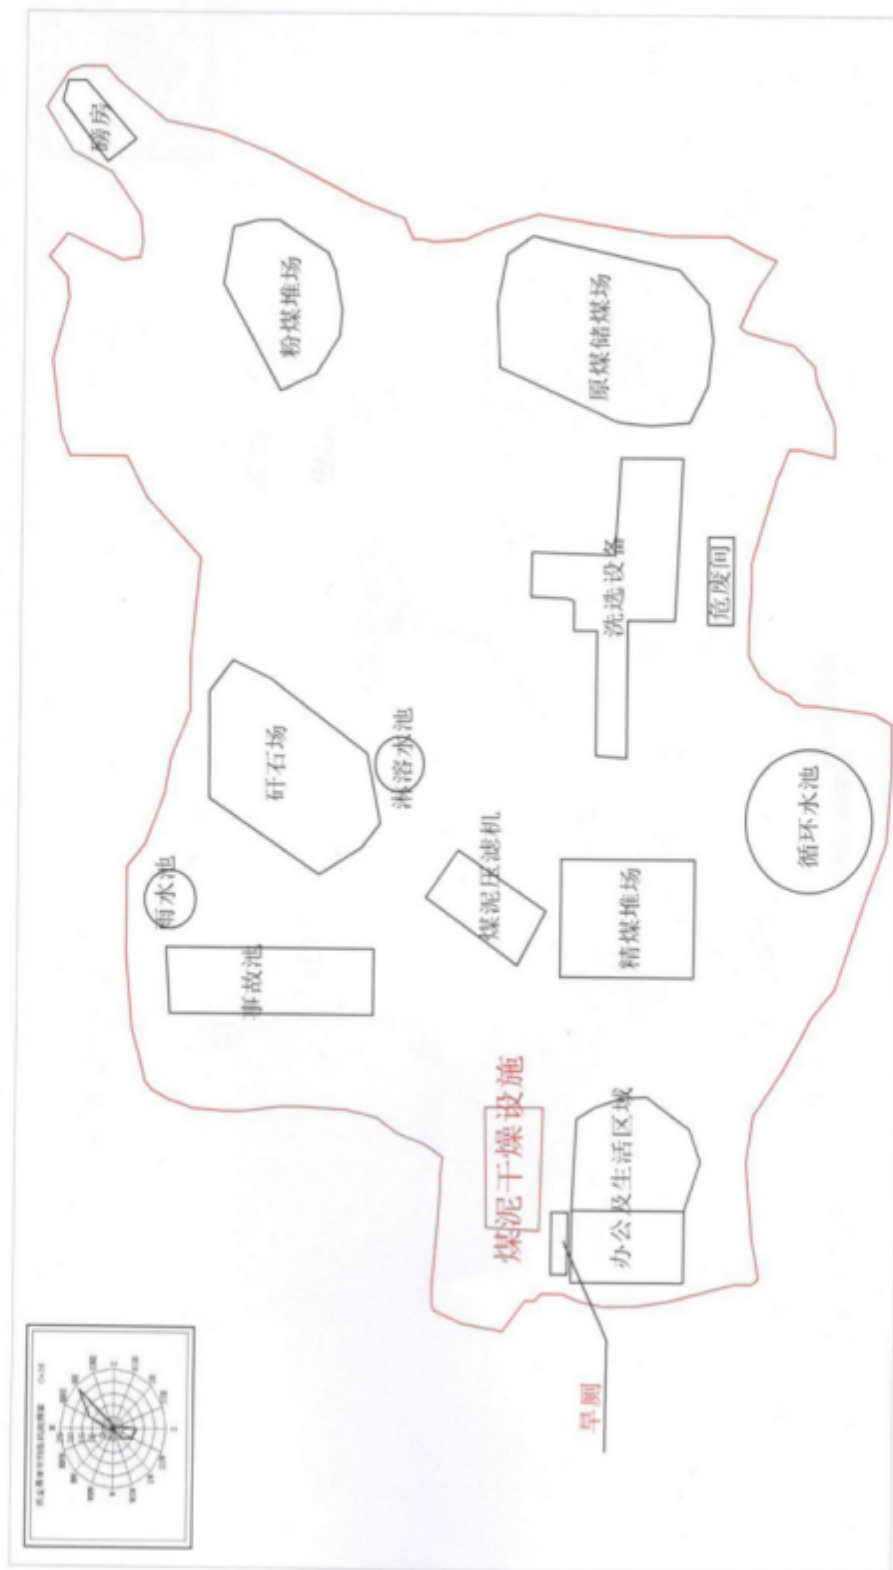 磅房
粉煤堆场
原煤储煤场
洗选设备
危废间
矸石场
淋溶水池
雨水池
事故池
煤泥压滤机
精煤堆场
循环水池
煤泥干燥设施
办公及生活区域
旱厕